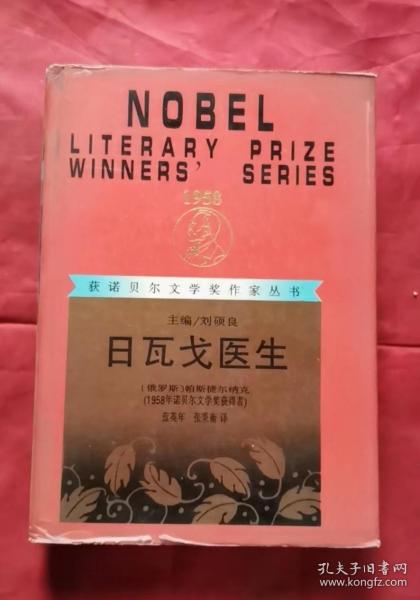 NOBEL
LITERARY PRIZE
WINNERS' SERIES
1958
获诺贝尔文学奖作家丛书
主编/刘硕良
日瓦戈医生
(俄罗斯)帕斯捷尔纳克
(1958年诺贝尔文学奖获得者)
蓝英年 张秉衡 译
孔夫子旧书网
www.kongfz.com